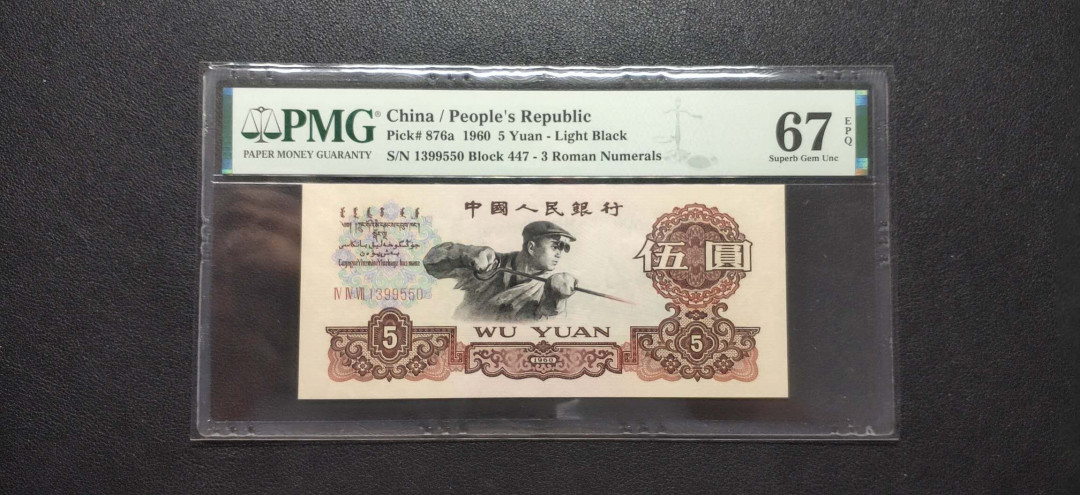 PMG
PAPER MONEY GUARANTY
China / People's Republic
Pick# 876a 1960 5 Yuan - Light Black
S/N 1399550 Block 447 - 3 Roman Numerals
67
EPQ
Superb Gem Unc
中國人民銀行
伍圓
Ⅳ Ⅳ Ⅶ 1399550
5
WU YUAN
1960
5